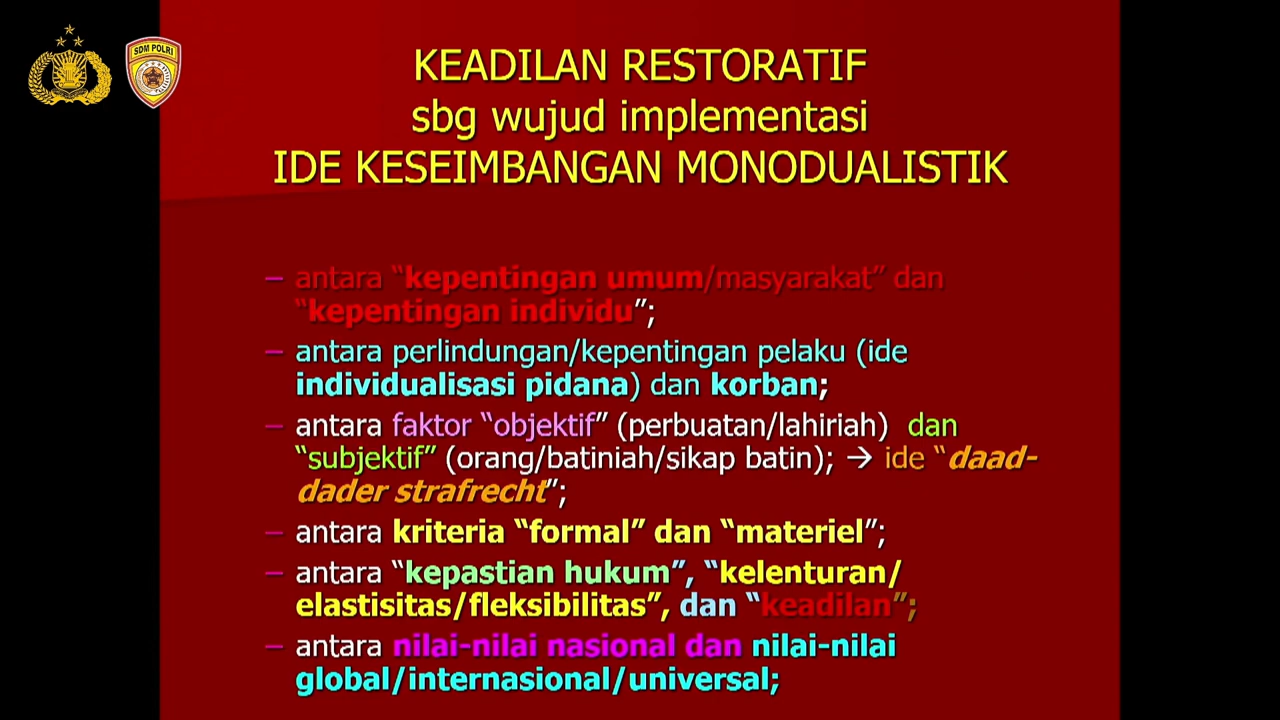 SDM POLRI
KEADILAN RESTORATIF
sbg wujud implementasi
IDE KESEIMBANGAN MONODUALISTIK
– antara “kepentingan umum/masyarakat” dan
“kepentingan individu”;
– antara perlindungan/kepentingan pelaku (ide
individualisasi pidana) dan korban;
– antara faktor “objektif” (perbuatan/lahiriah) dan
“subjektif” (orang/batiniah/sikap batin); → ide “daad-
dader strafrecht”;
– antara kriteria “formal” dan “materiel”;
– antara “kepastian hukum”, “kelenturan/
elastisitas/fleksibilitas”, dan “keadilan”;
– antara nilai-nilai nasional dan nilai-nilai
global/internasional/universal;